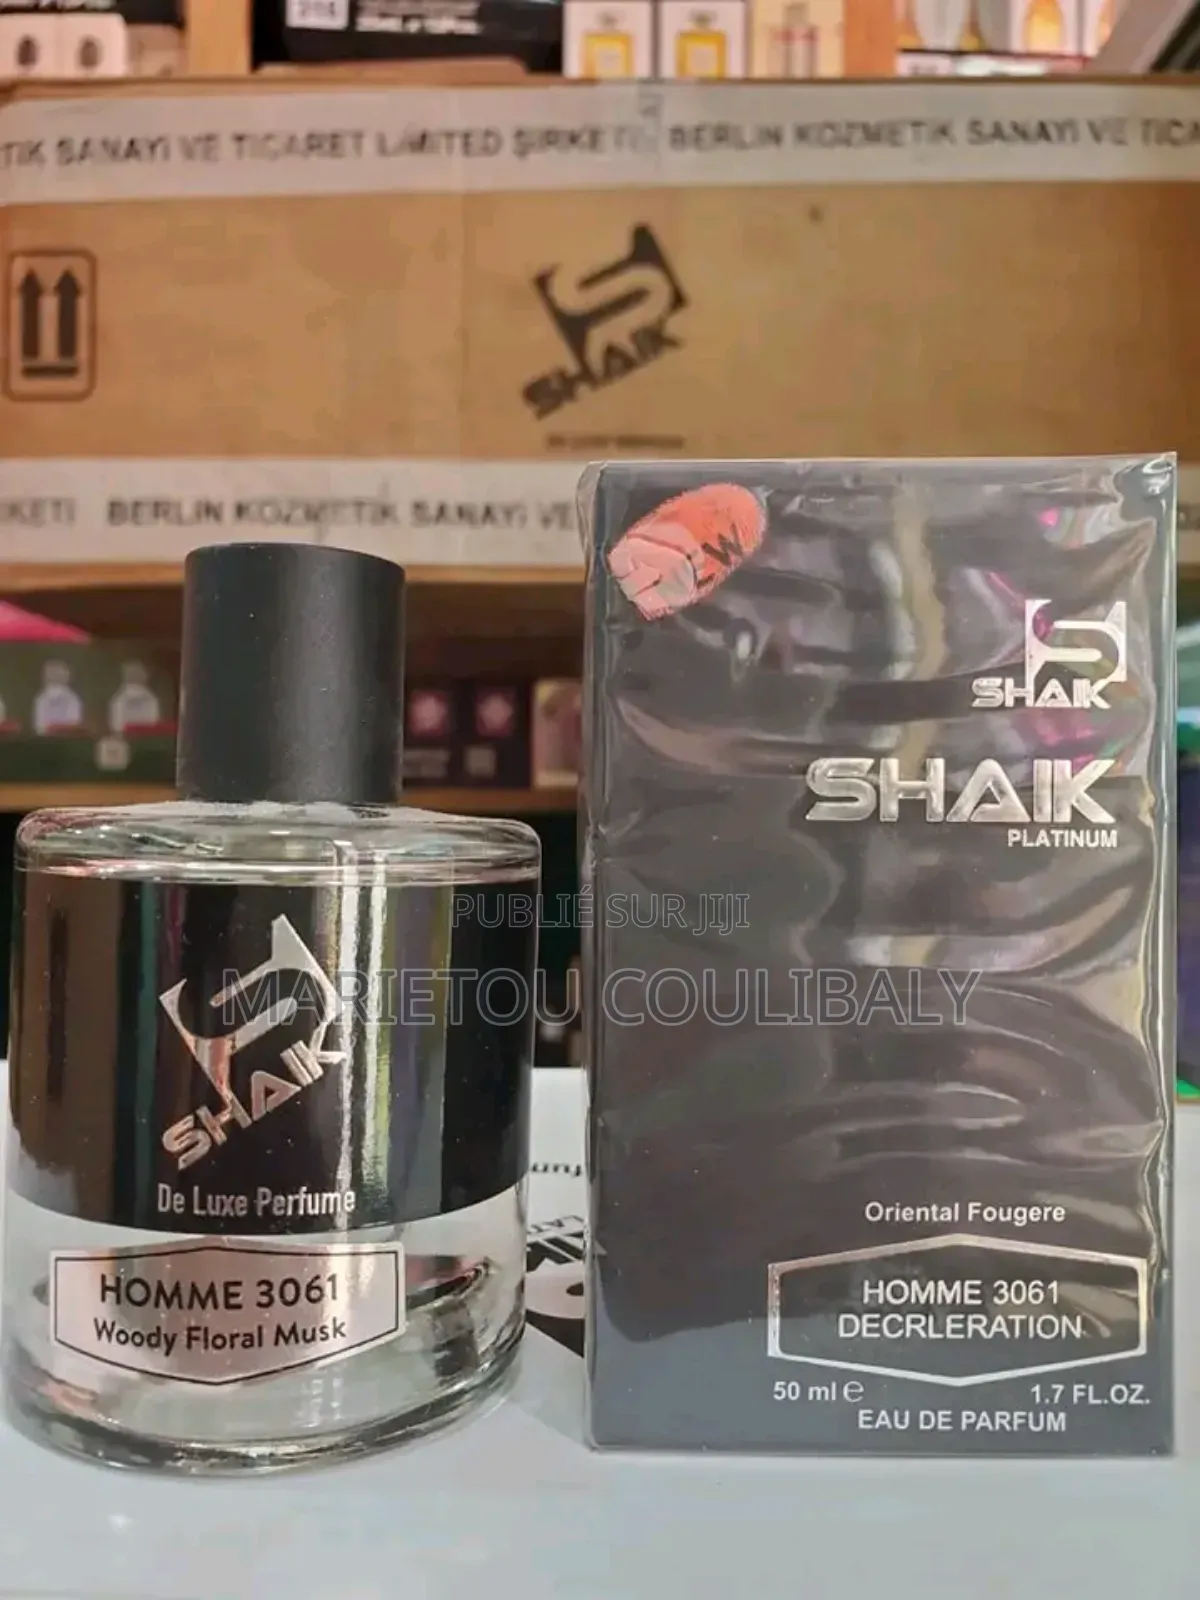 TIK SANAYI VE TICARET LIMITED ŞIRKETI BERLIN KOZMETIK SANAYI VE TICA
SHAIK
RKETI BERLIN KOZMETIK SANAYI VE
SHAIK
SHAIK
PLATINUM
PUBLIÉ SUR JIJI
MARIETOU COULIBALY
SHAIK
De Luxe Perfume
HOMME 3061
Woody Floral Musk
Oriental Fougere
HOMME 3061
DECRLERATION
50 ml e 1.7 FL.OZ.
EAU DE PARFUM